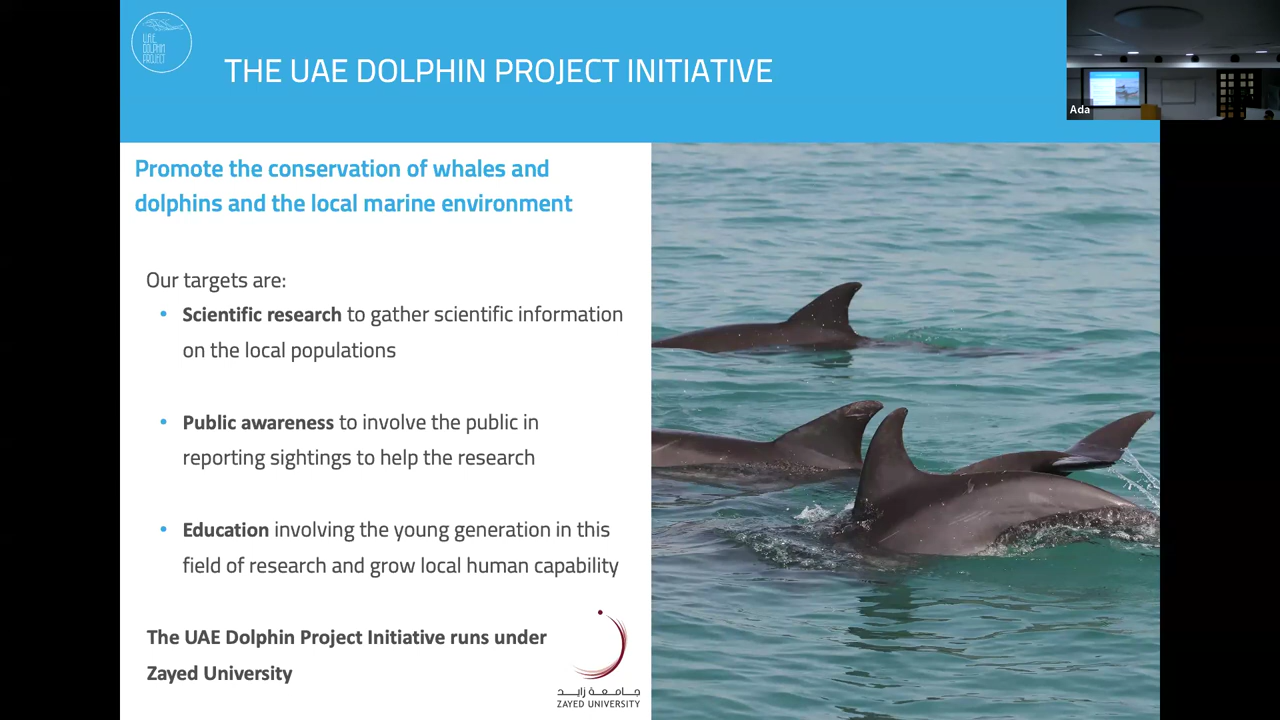 UAE
DOLPHIN
PROJECT
THE UAE DOLPHIN PROJECT INITIATIVE
Ada
Promote the conservation of whales and
dolphins and the local marine environment
Our targets are:
• Scientific research to gather scientific information
on the local populations
• Public awareness to involve the public in
reporting sightings to help the research
• Education involving the young generation in this
field of research and grow local human capability
The UAE Dolphin Project Initiative runs under
Zayed University
جامعة زايد
ZAYED UNIVERSITY